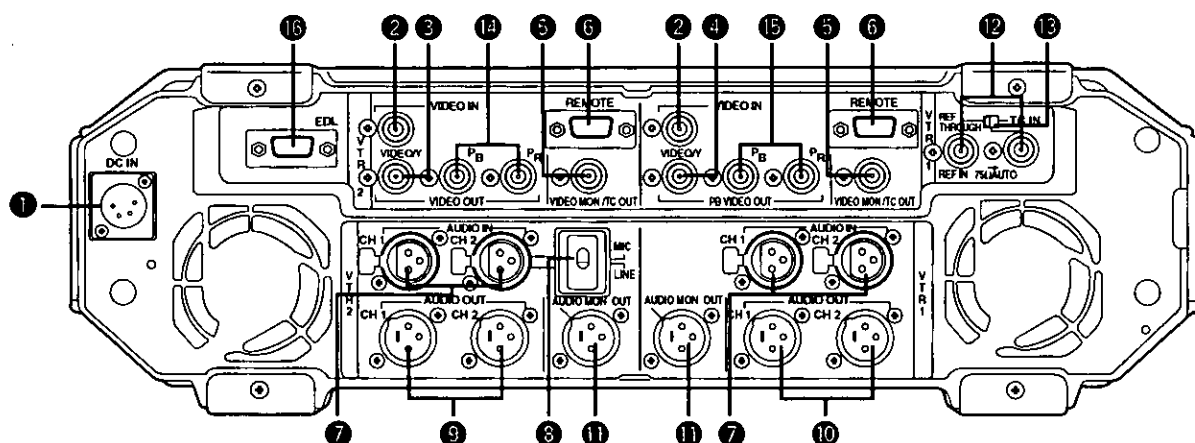 16 2 3 14 5 6 2 4 15 5 6 12 13
VIDEO IN REMOTE VIDEO IN REMOTE REF THROUGH TC IN
EDL
DC IN
VTR 2
VIDEO/Y PB PR VIDEO/Y PB PR
VTR 1
REF IN 75Ω/AUTO
VIDEO OUT VIDEO MON/TC OUT PB VIDEO OUT VIDEO MON/TC OUT
1
AUDIO IN AUDIO IN
CH 1 CH 2 MIC CH 1 CH 2
LINE
VTR 2 VTR 1
AUDIO OUT AUDIO MON OUT AUDIO MON OUT AUDIO OUT
CH 1 CH 2 CH 1 CH 2
7 9 8 11 11 7 10